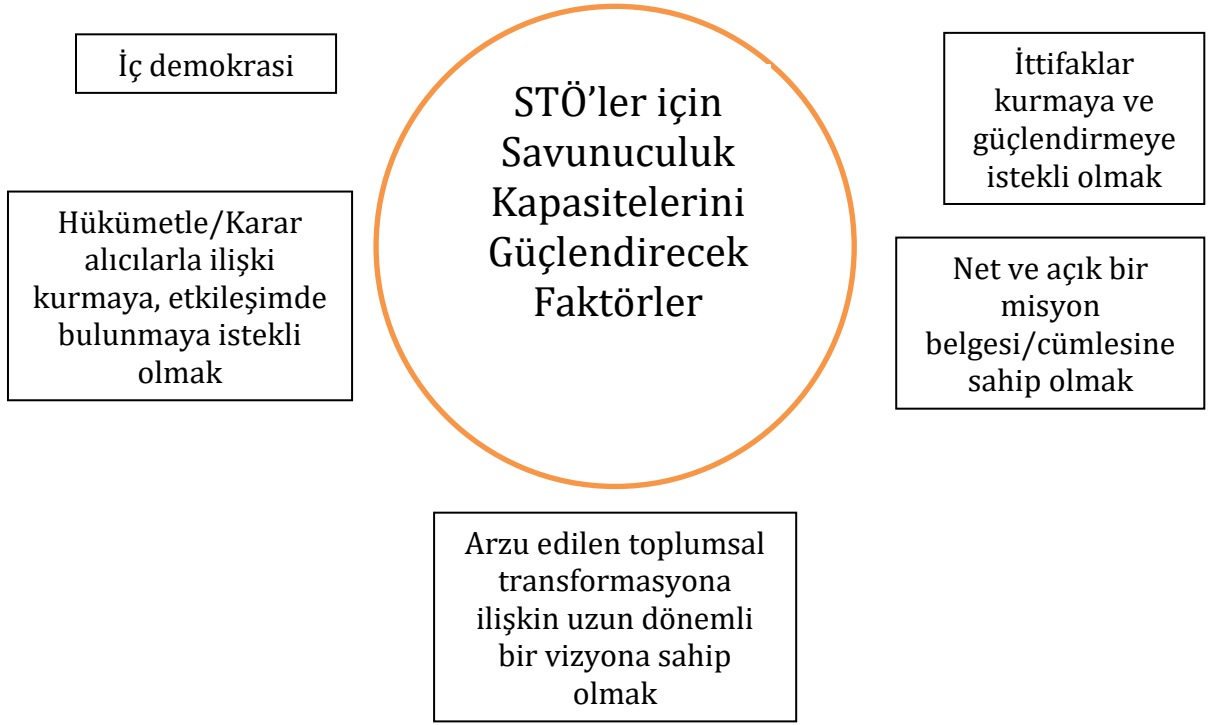 İç demokrasi
STÖ’ler için
Savunuculuk
Kapasitelerini
Güçlendirecek
Faktörler
İttifaklar
kurmaya ve
güçlendirmeye
istekli olmak
Hükümetle/Karar
alıcılarla ilişki
kurmaya, etkileşimde
bulunmaya istekli
olmak
Net ve açık bir
misyon
belgesi/cümlesine
sahip olmak
Arzu edilen toplumsal
transformasyona
ilişkin uzun dönemli
bir vizyona sahip
olmak